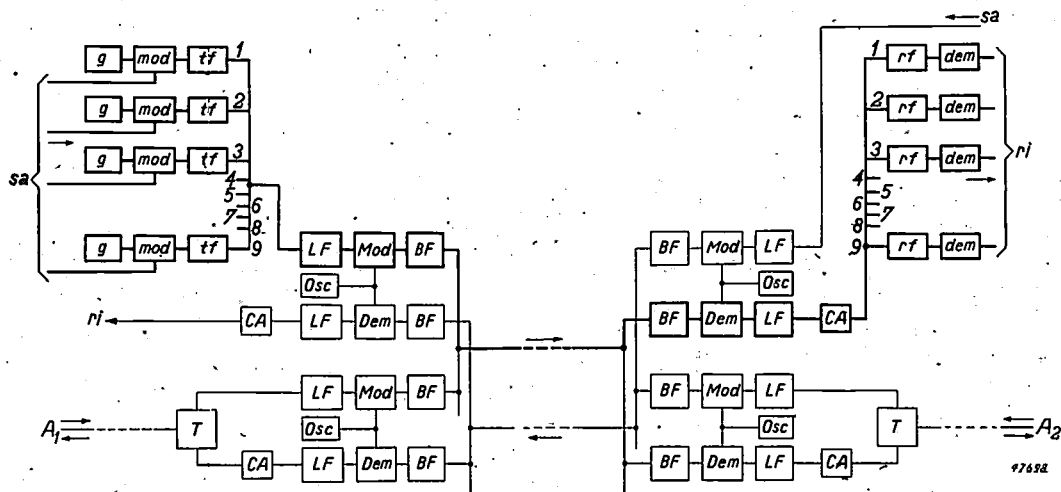 sa
g mod tf 1
1 rf dem
g mod tf 2
2 rf dem
sa
g mod tf 3
3 rf dem
ri
4
5
6
7
8
4
5
6
7
8
g mod tf 9
9 rf dem
LF Mod BF
BF Mod LF
Osc
Osc
ri CA LF Dem BF
BF Dem LF CA
LF Mod BF
BF Mod LF
A1 T Osc
Osc T A2
CA LF Dem BF
BF Dem LF CA
47698